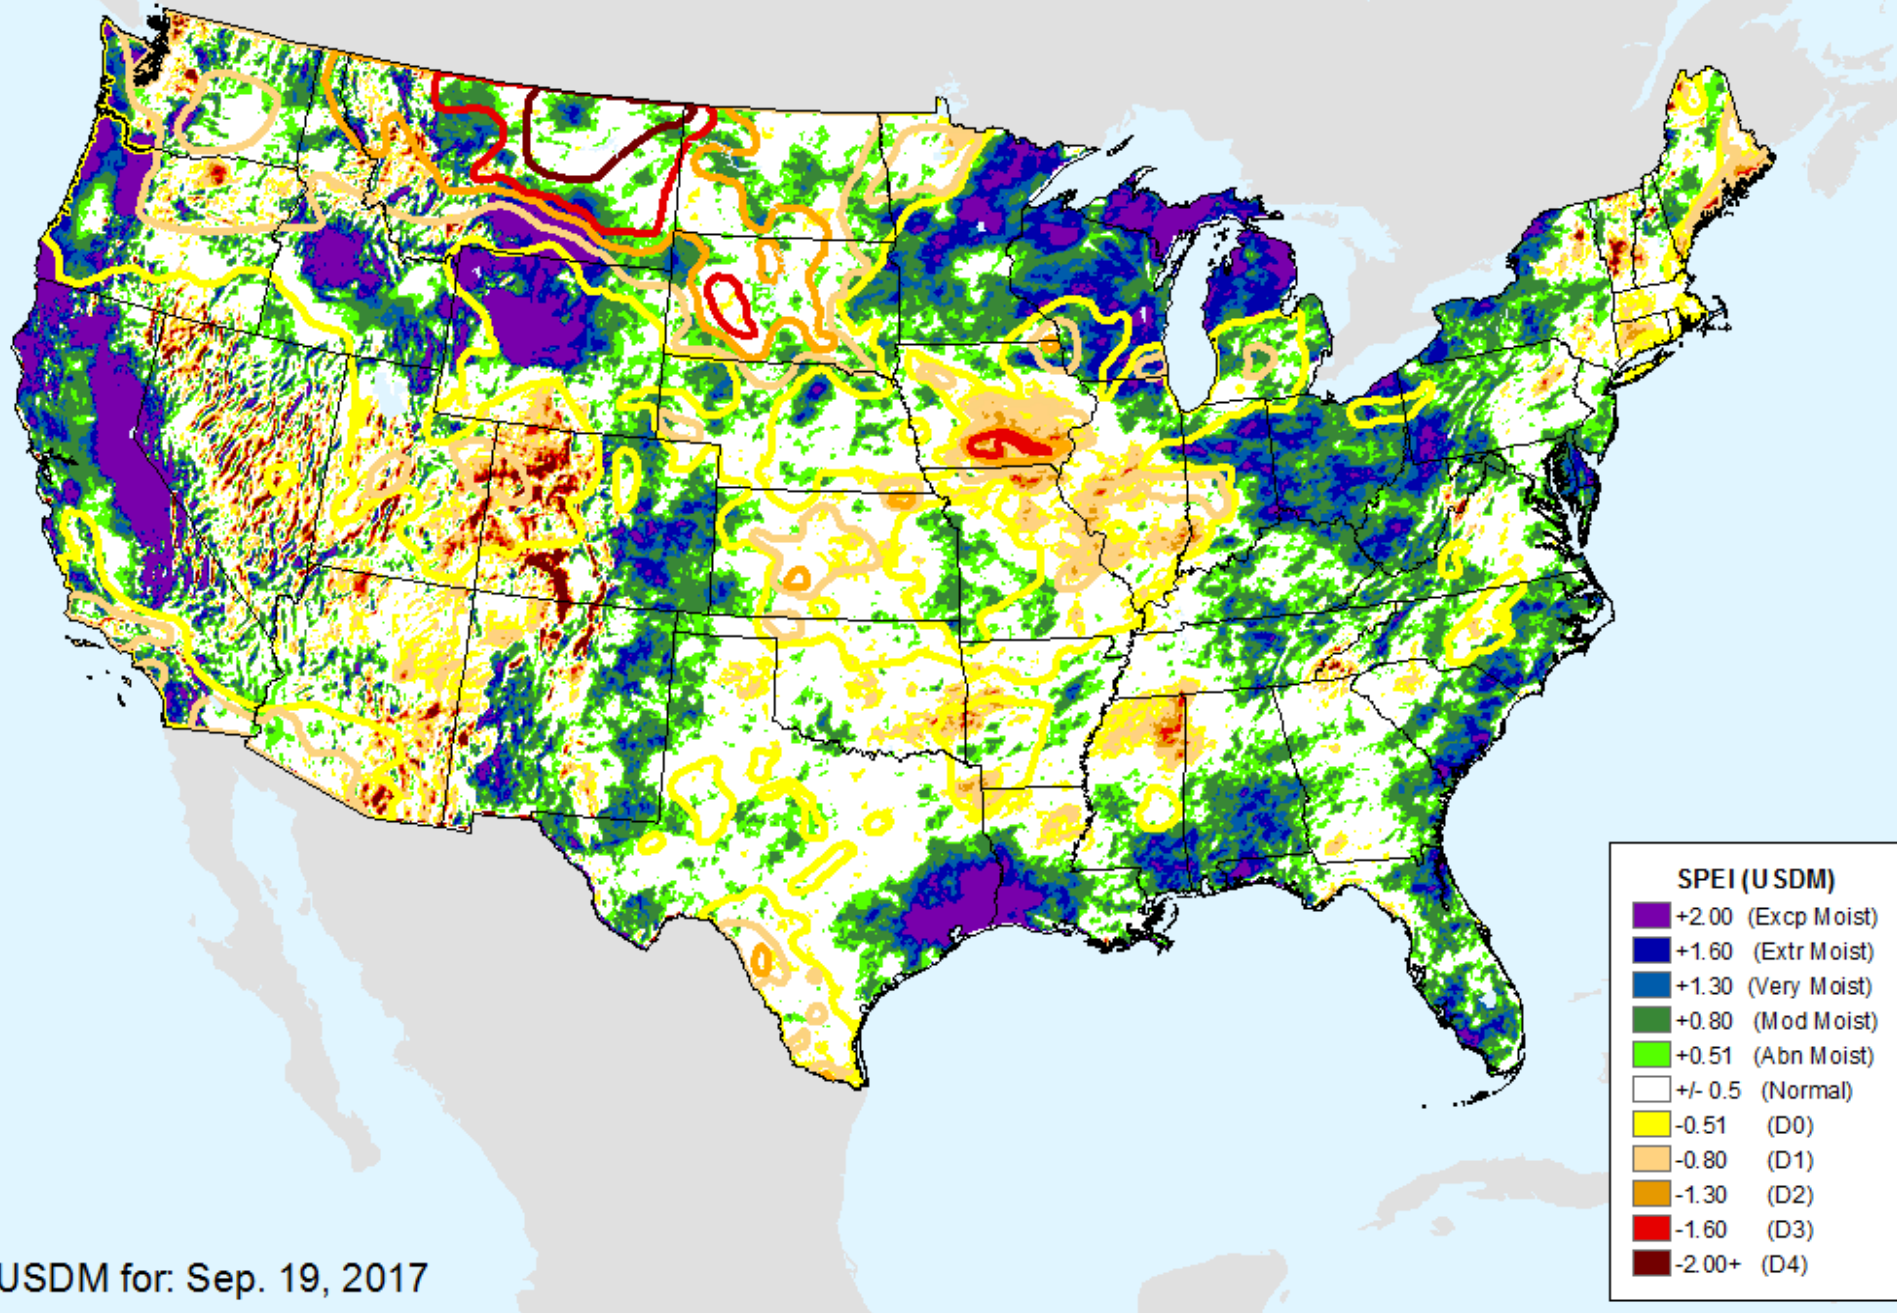 SPEI (USDM)
+2.00 (Excp Moist)
+1.60 (Extr Moist)
+1.30 (Very Moist)
+0.80 (Mod Moist)
+0.51 (Abn Moist)
+/- 0.5 (Normal)
-0.51 (D0)
-0.80 (D1)
-1.30 (D2)
-1.60 (D3)
-2.00+ (D4)
USDM for: Sep. 19, 2017